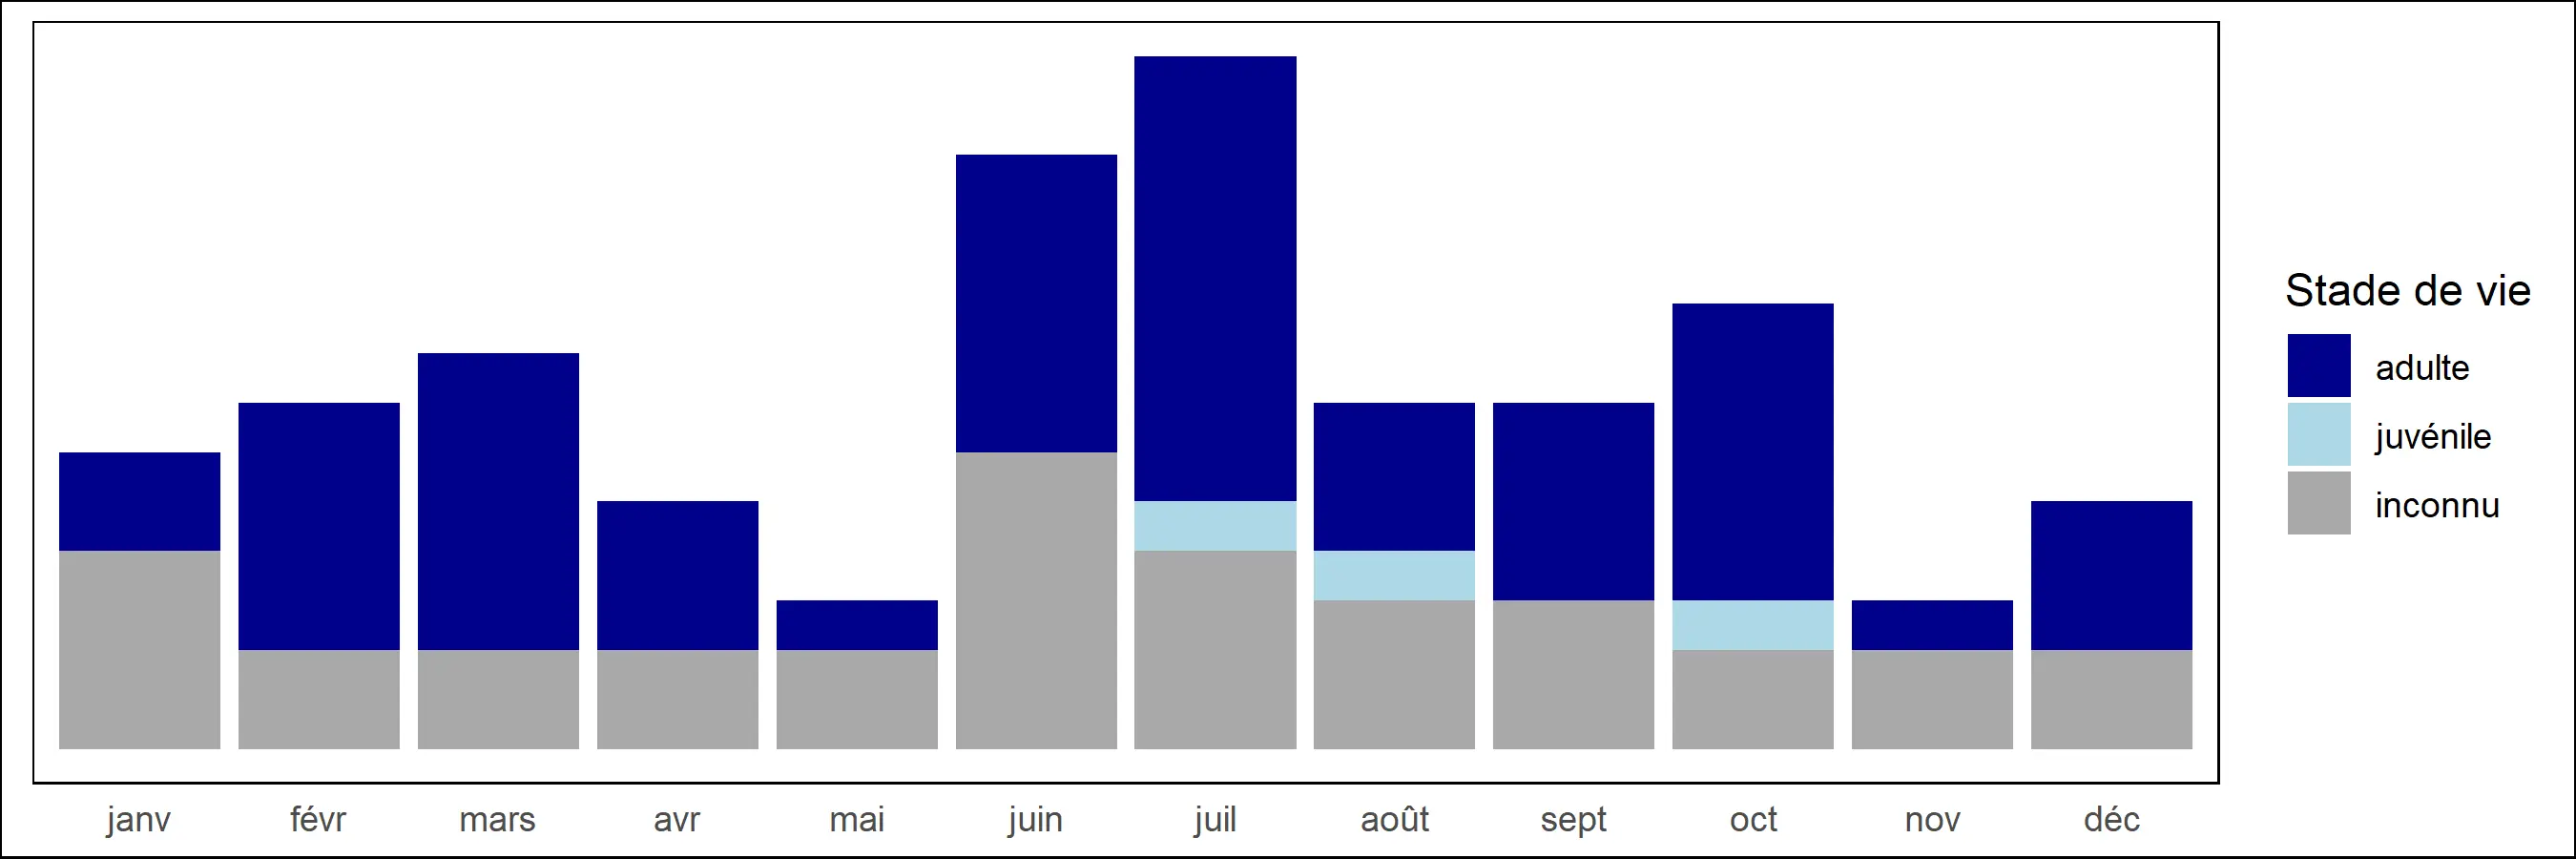 Stade de vie
adulte
juvénile
inconnu
janv févr mars avr mai juin juil août sept oct nov déc